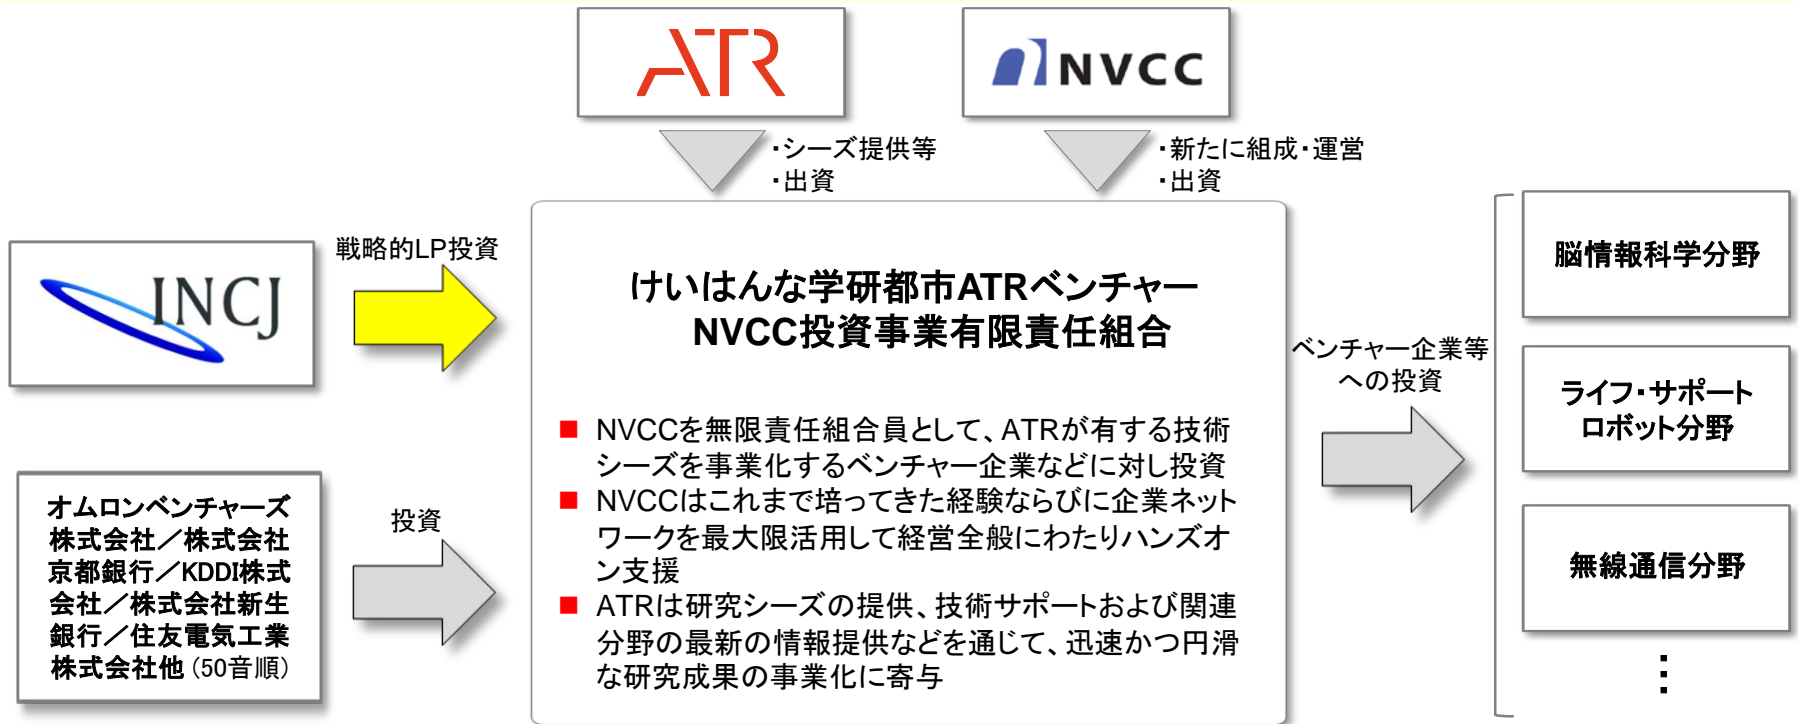 ATR
NVCC
・シーズ提供等
・出資
・新たに組成・運営
・出資
INCJ
戦略的LP投資
オムロンベンチャーズ
株式会社／株式会社
京都銀行／KDDI株式
会社／株式会社新生
銀行／住友電気工業
株式会社他 (50音順)
投資
けいはんな学研都市ATRベンチャー
NVCC投資事業有限責任組合
■ NVCCを無限責任組合員として、ATRが有する技術
シーズを事業化するベンチャー企業などに対し投資
■ NVCCはこれまで培ってきた経験ならびに企業ネット
ワークを最大限活用して経営全般にわたりハンズオ
ン支援
■ ATRは研究シーズの提供、技術サポートおよび関連
分野の最新の情報提供などを通じて、迅速かつ円滑
な研究成果の事業化に寄与
ベンチャー企業等
への投資
脳情報科学分野
ライフ・サポート
ロボット分野
無線通信分野
⋮